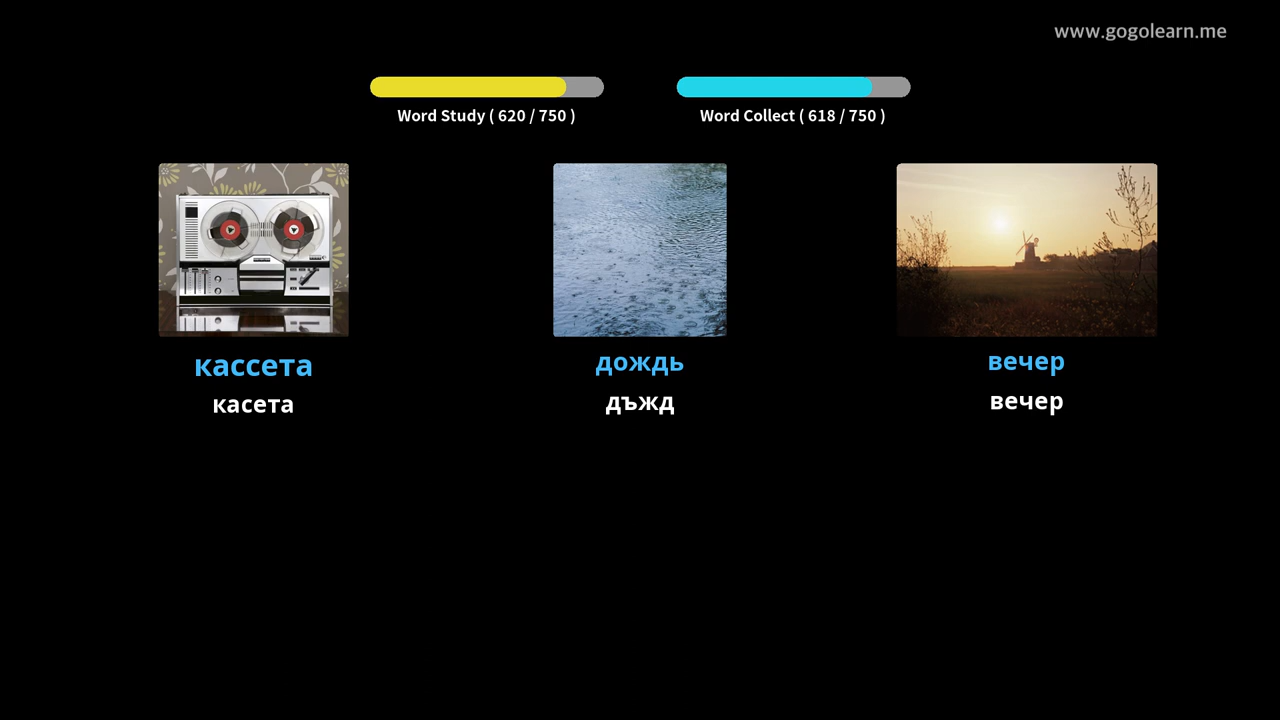 www.gogolearn.me
Word Study ( 620 / 750 )
Word Collect ( 618 / 750 )
кассета
касета
дождь
дъжд
вечер
вечер